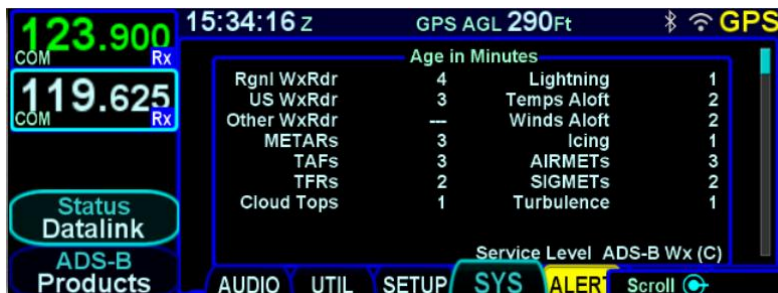 123.900
COM Rx
119.625
COM Rx
Status
Datalink
ADS-B
Products
15:34:16 Z GPS AGL 290Ft GPS
Age in Minutes
Rgnl WxRdr 4 Lightning 1
US WxRdr 3 Temps Aloft 2
Other WxRdr --- Winds Aloft 2
METARs 3 Icing 1
TAFs 3 AIRMETs 3
TFRs 2 SIGMETs 2
Cloud Tops 1 Turbulence 1
Service Level ADS-B Wx (C)
AUDIO UTIL SETUP SYS ALERT Scroll